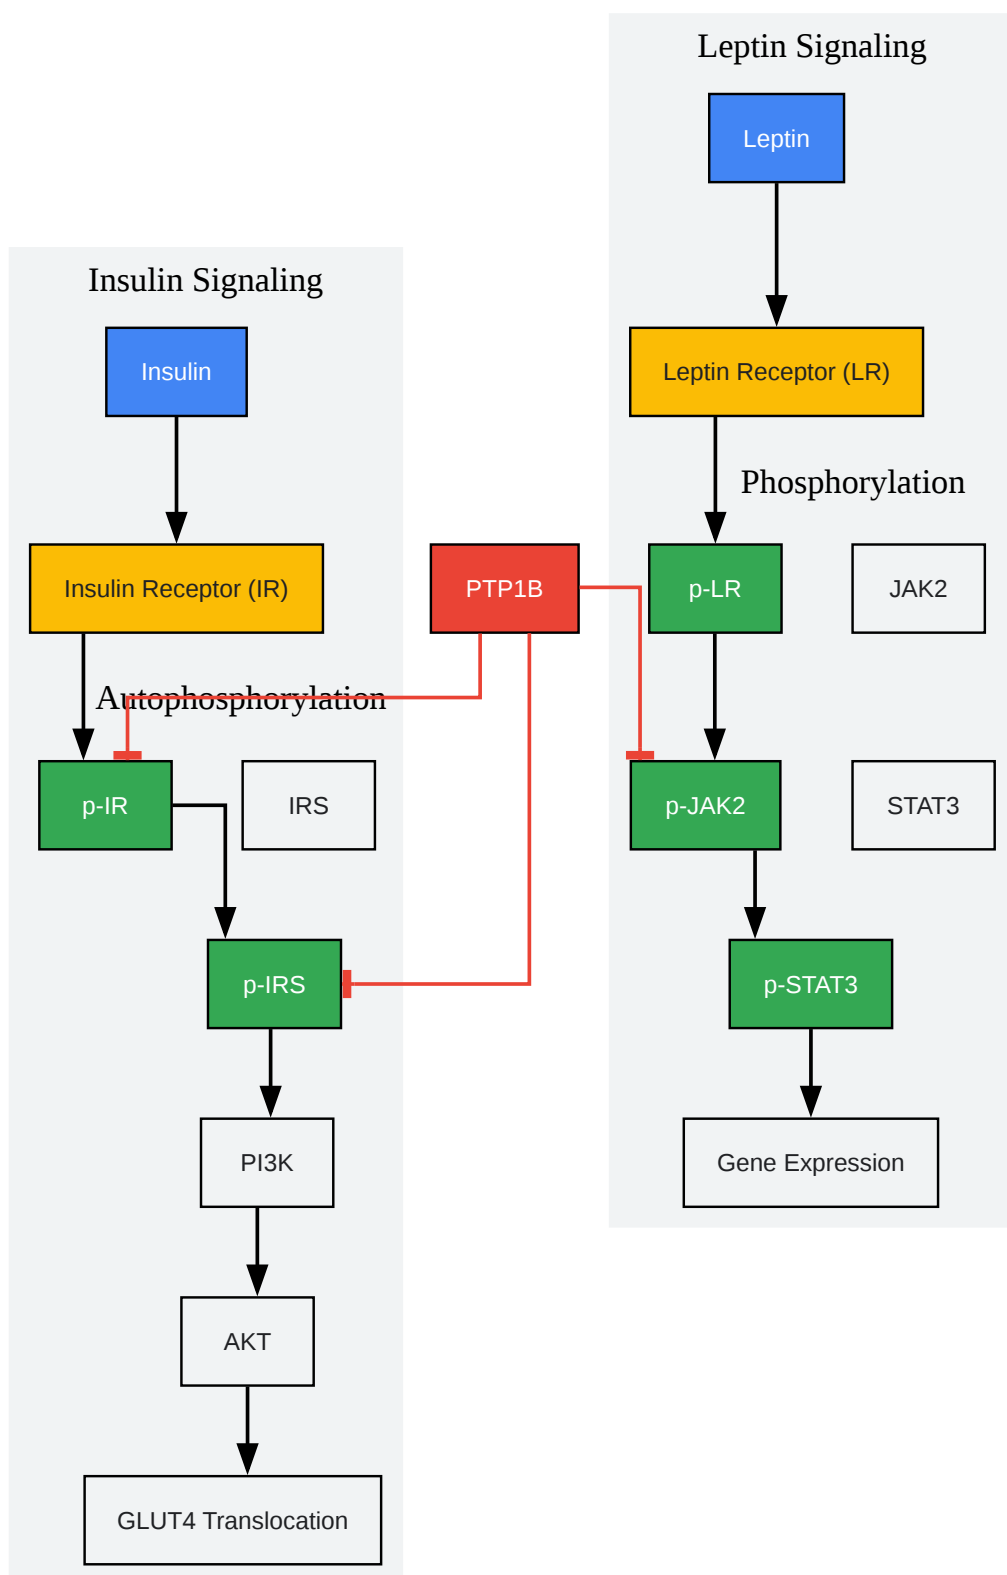 Leptin Signaling
Leptin
Insulin Signaling
Insulin
Leptin Receptor (LR)
Phosphorylation
Insulin Receptor (IR)
PTP1B
p-LR
JAK2
Autophosphorylation
p-IR
IRS
p-JAK2
STAT3
p-IRS
p-STAT3
PI3K
Gene Expression
AKT
GLUT4 Translocation